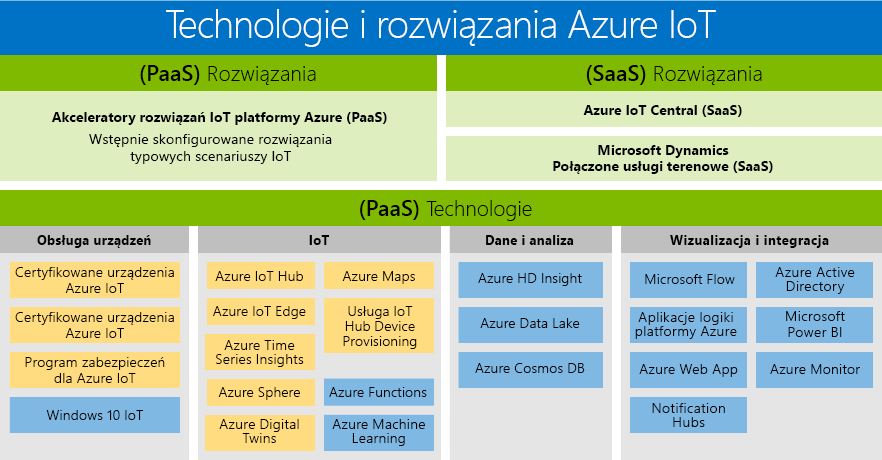 Technologie i rozwiązania Azure IoT
(PaaS) Rozwiązania
Akceleratory rozwiązań IoT platformy Azure (PaaS)
Wstępnie skonfigurowane rozwiązania
typowych scenariuszy IoT
(SaaS) Rozwiązania
Azure IoT Central (SaaS)
Microsoft Dynamics
Połączone usługi terenowe (SaaS)
(PaaS) Technologie
Obsługa urządzeń
Certyfikowane urządzenia
Azure IoT
Certyfikowane urządzenia
Azure IoT
Program zabezpieczeń
dla Azure IoT
Windows 10 IoT
IoT
Azure IoT Hub
Azure IoT Edge
Azure Time
Series Insights
Azure Sphere
Azure Digital
Twins
Azure Maps
Usługa IoT
Hub Device
Provisioning
Azure Functions
Azure Machine
Learning
Dane i analiza
Azure HD Insight
Azure Data Lake
Azure Cosmos DB
Wizualizacja i integracja
Microsoft Flow
Aplikacje logiki
platformy Azure
Azure Web App
Notification
Hubs
Azure Active
Directory
Microsoft
Power BI
Azure Monitor